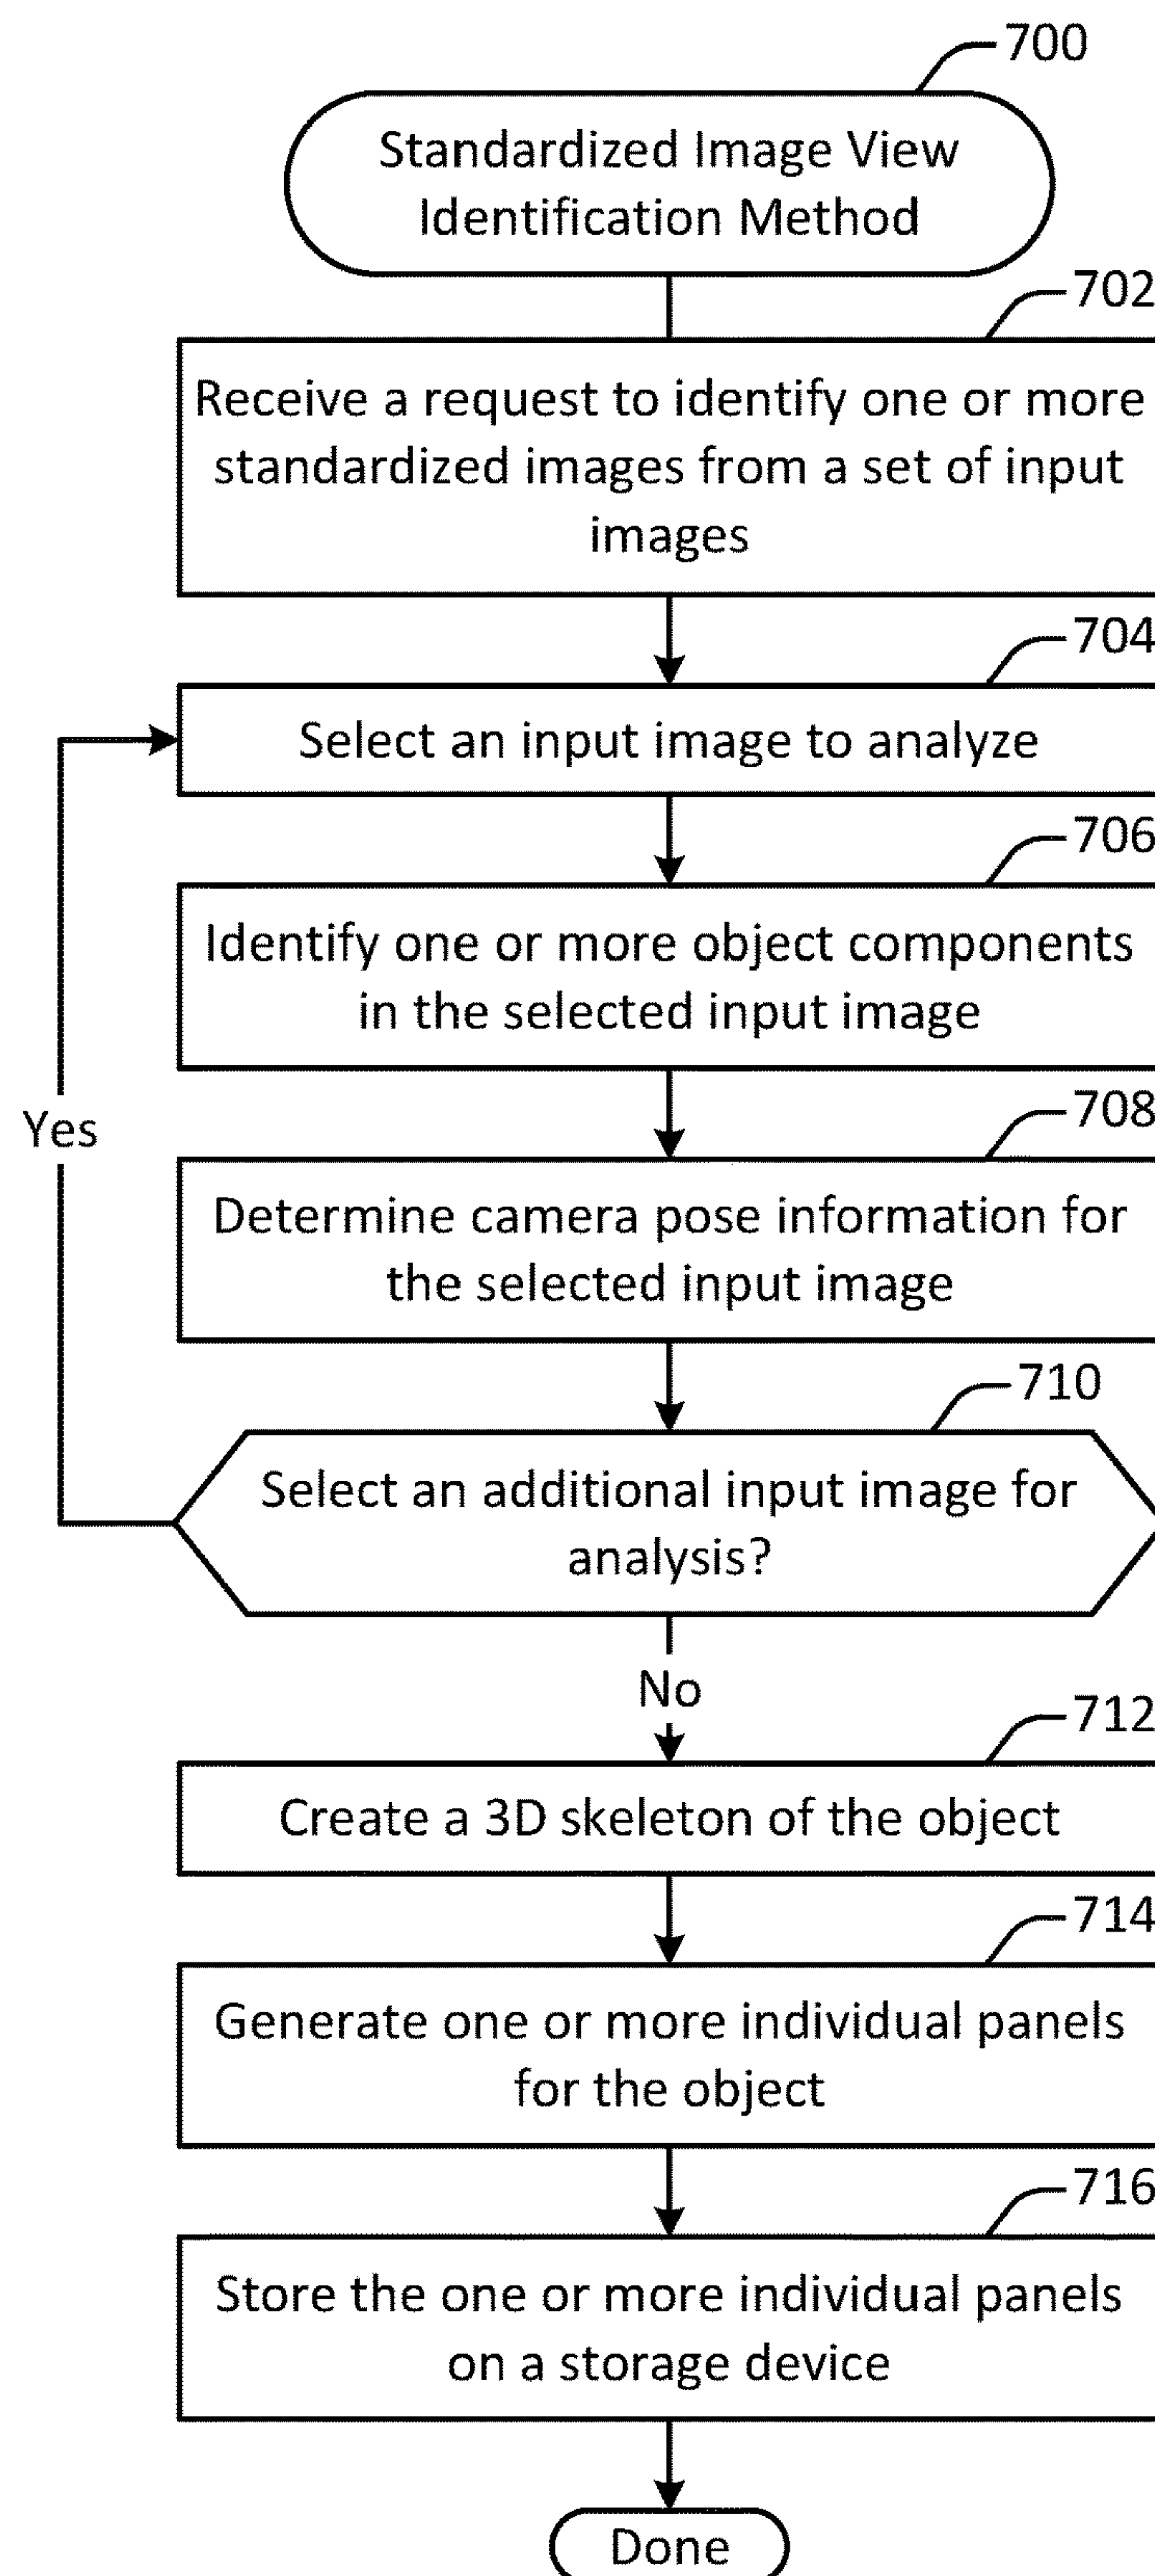 700
Standardized Image View
Identification Method
702
Receive a request to identify one or more
standardized images from a set of input
images
704
Select an input image to analyze
706
Identify one or more object components
in the selected input image
Yes
708
Determine camera pose information for
the selected input image
710
Select an additional input image for
analysis?
No
712
Create a 3D skeleton of the object
714
Generate one or more individual panels
for the object
716
Store the one or more individual panels
on a storage device
Done